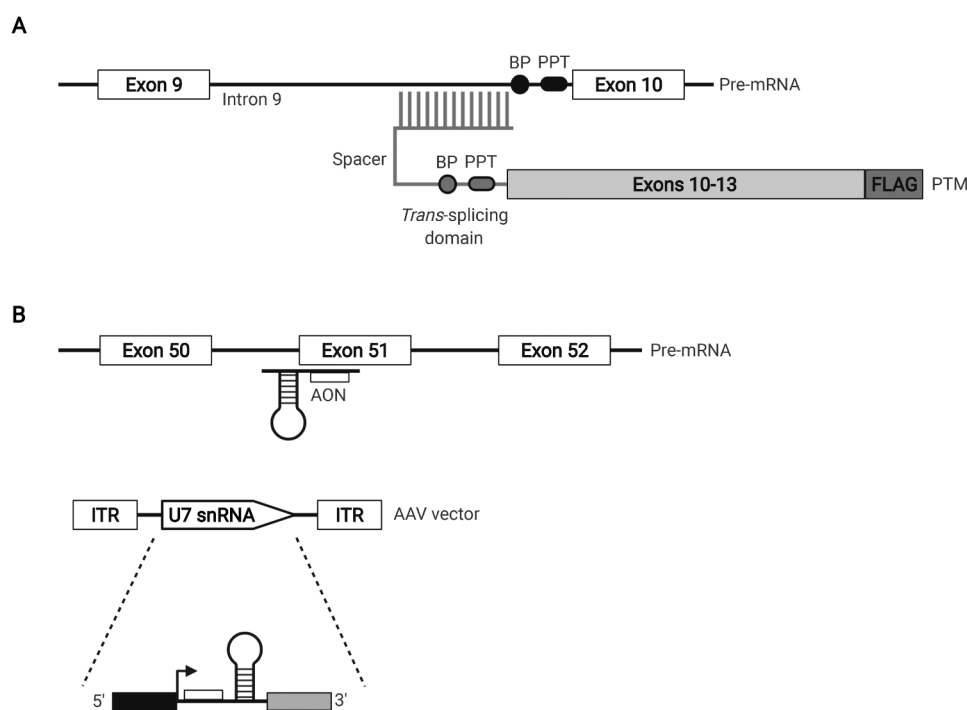 A
BP PPT
Exon 9 Exon 10 Pre-mRNA
Intron 9
Spacer
BP PPT
Exons 10-13 FLAG PTM
Trans-splicing
domain
B
Exon 50 Exon 51 Exon 52 Pre-mRNA
AON
ITR U7 snRNA ITR AAV vector
5' 3'